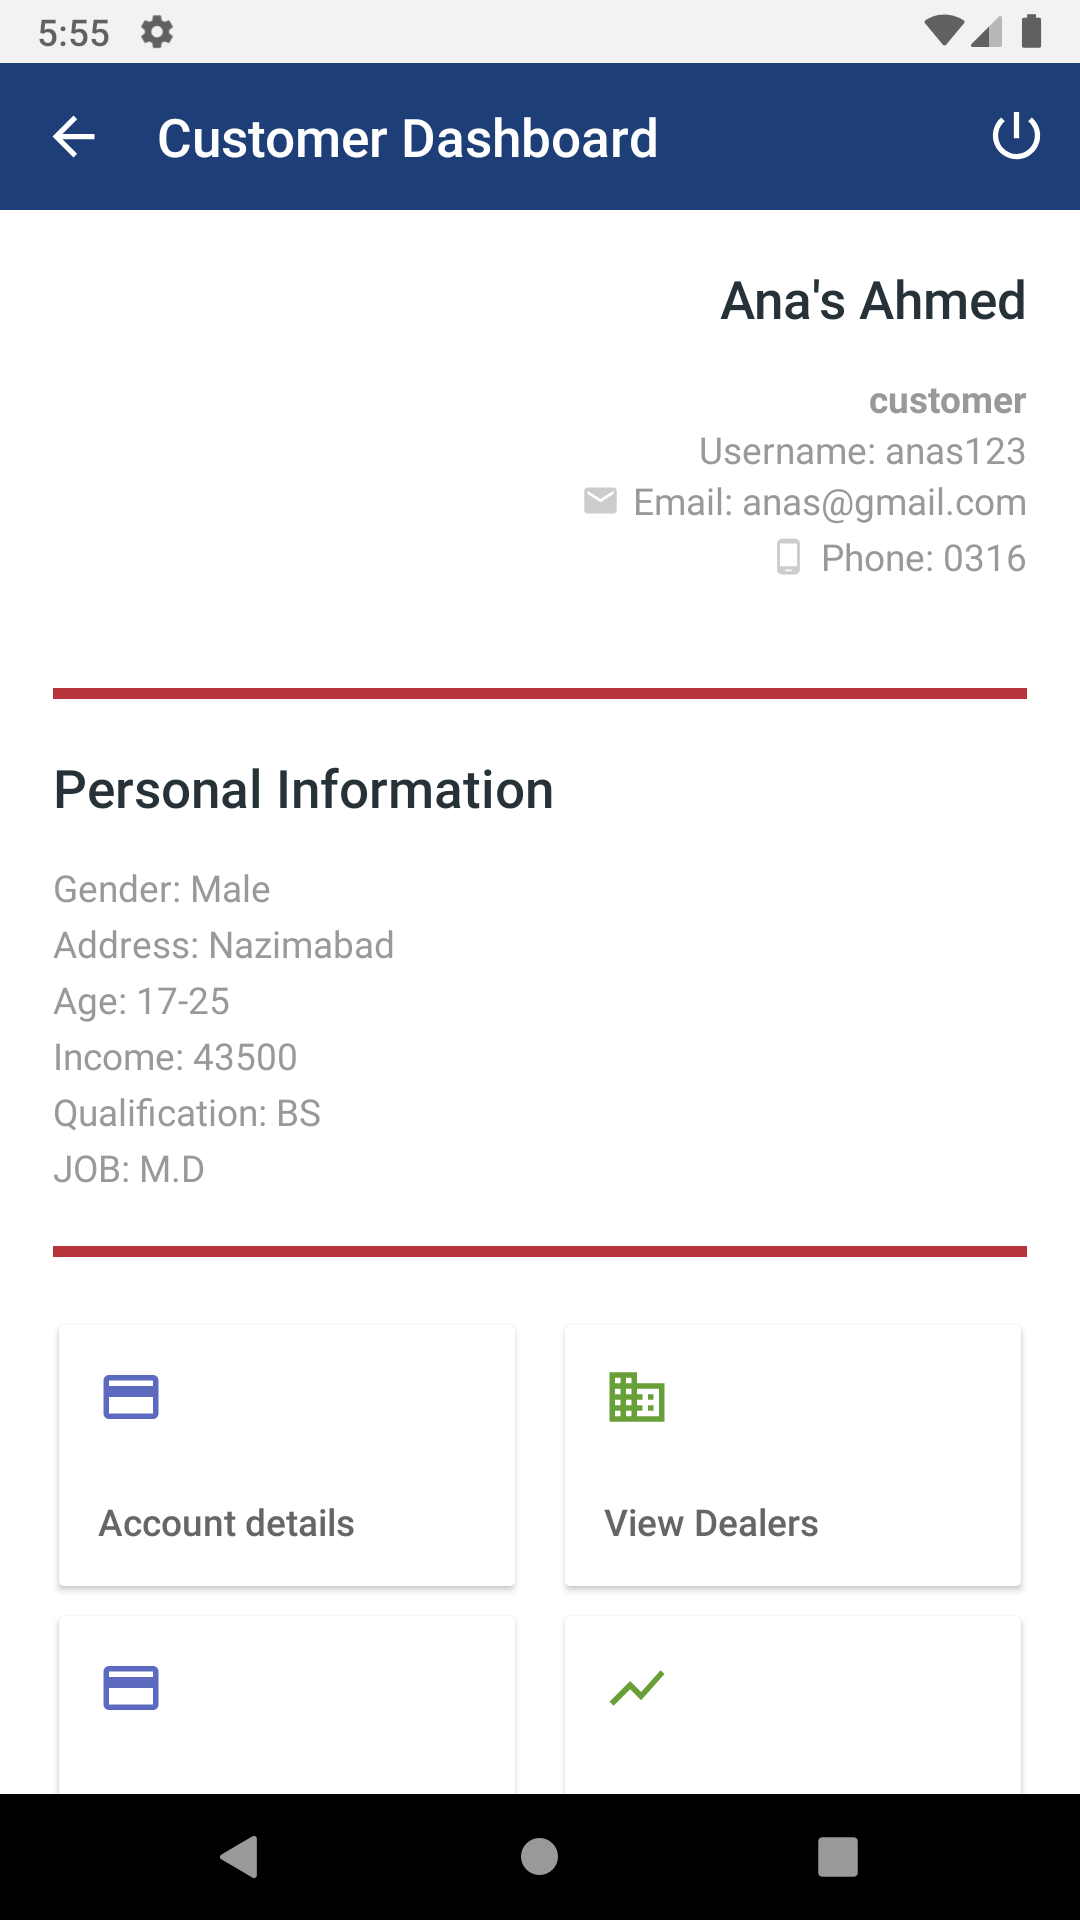 5:55
Customer Dashboard
Ana's Ahmed
customer
Username: anas123
Email: anas@gmail.com
Phone: 0316
Personal Information
Gender: Male
Address: Nazimabad
Age: 17-25
Income: 43500
Qualification: BS
JOB: M.D
Account details
View Dealers